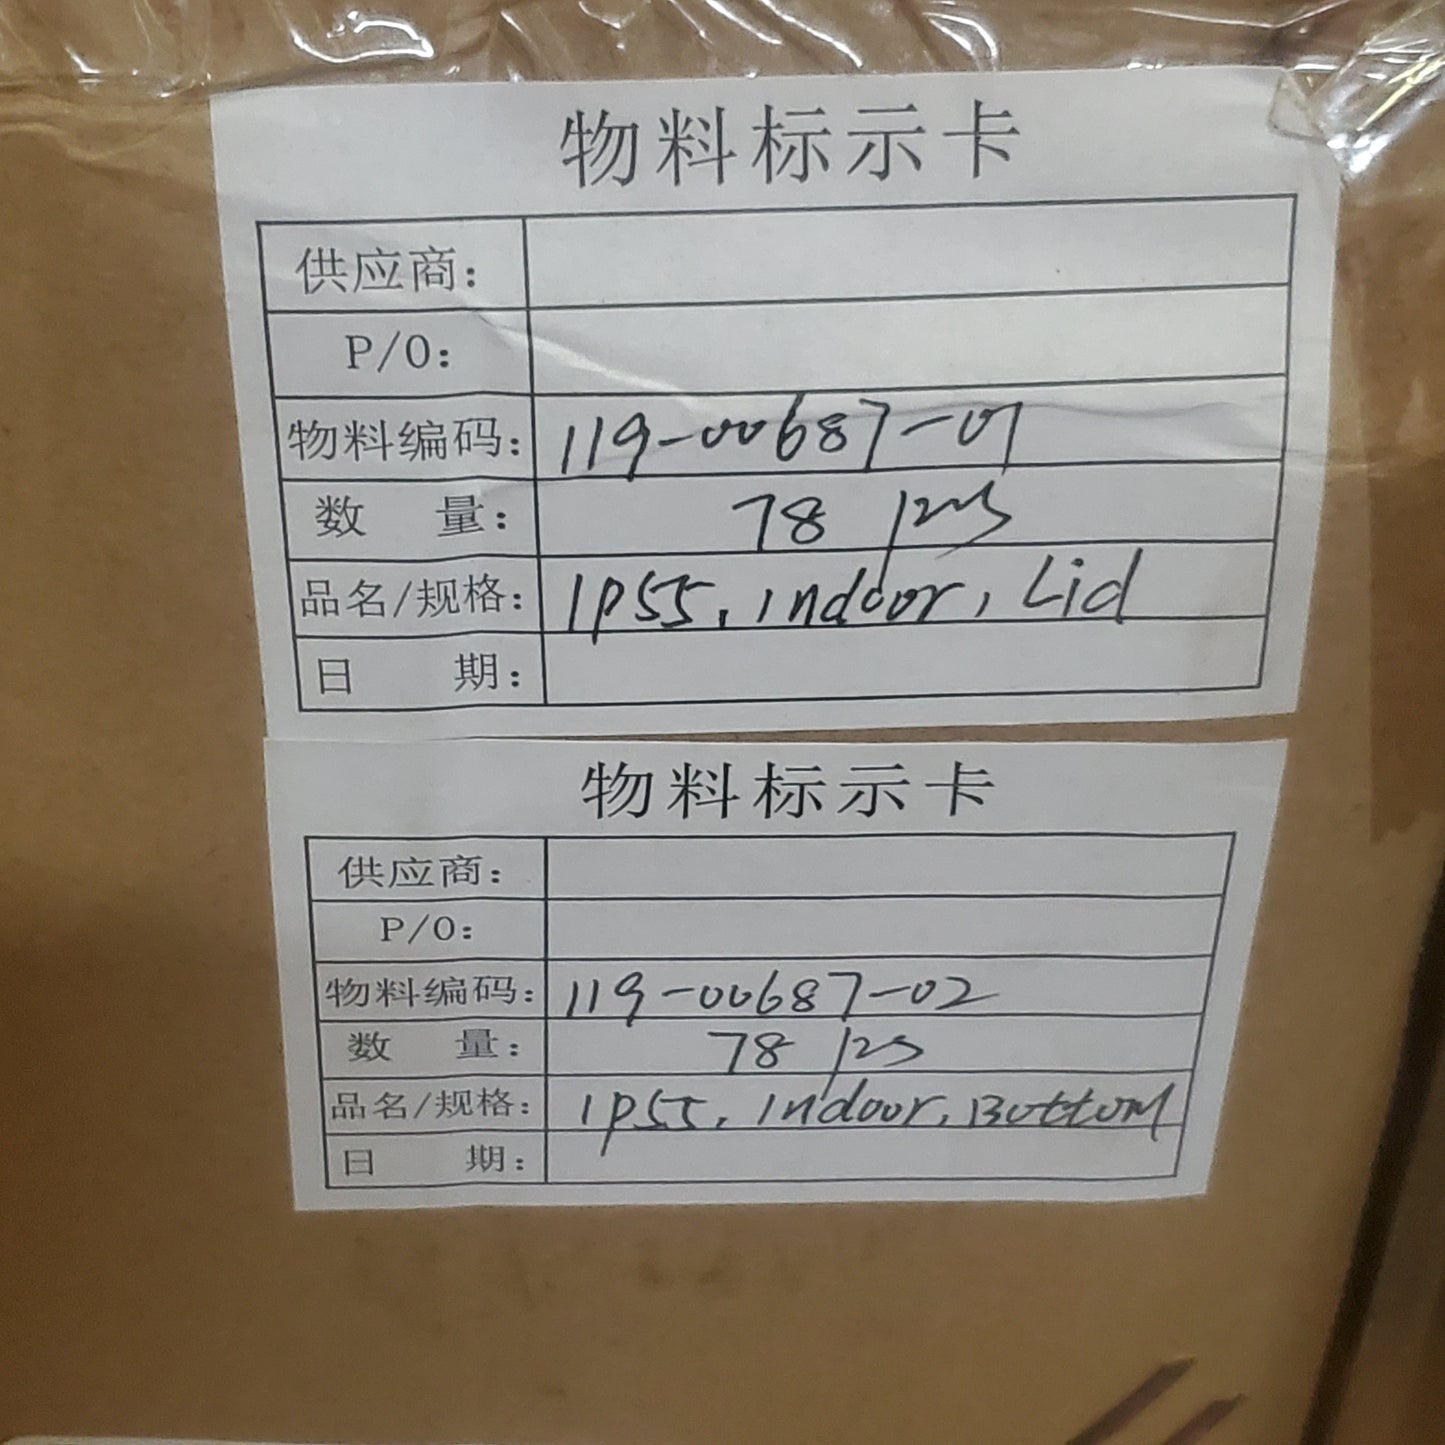 物料标示卡
供应商:
P/O:
物料编码: 119-00687-01
数 量: 78 pcs
品名/规格: IP55, indoor, Lid
日 期:
物料标示卡
供应商:
P/O:
物料编码: 119-00687-02
数 量: 78 pcs
品名/规格: IP55, indoor, Bottom
日 期: